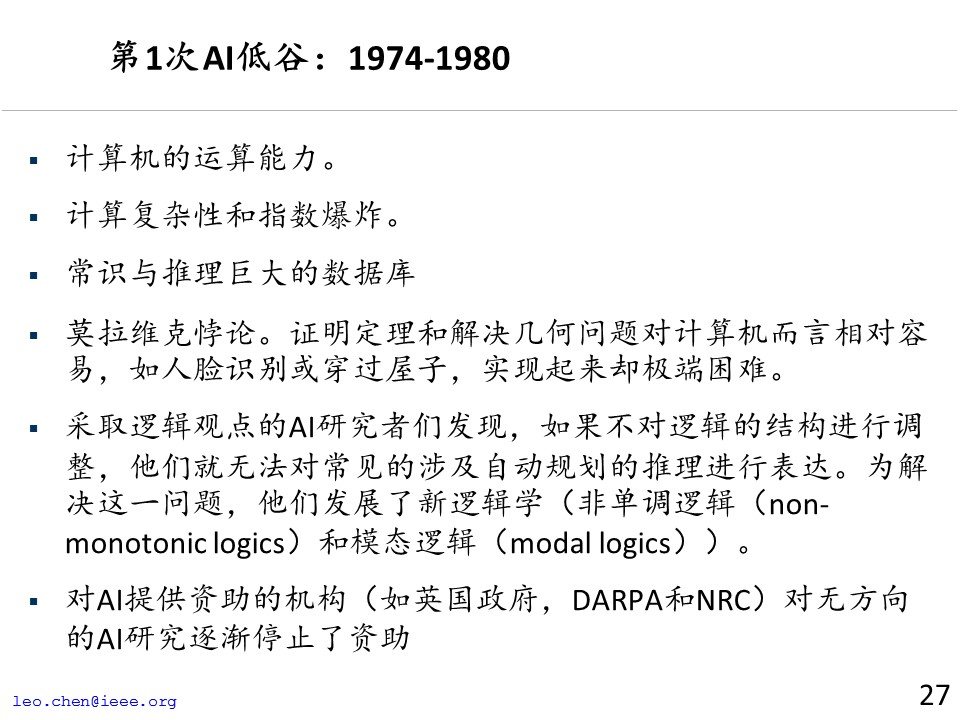 第1次AI低谷：1974-1980
▪ 计算机的运算能力。
▪ 计算复杂性和指数爆炸。
▪ 常识与推理巨大的数据库
▪ 莫拉维克悖论。证明定理和解决几何问题对计算机而言相对容
易，如人脸识别或穿过屋子，实现起来却极端困难。
▪ 采取逻辑观点的AI研究者们发现，如果不对逻辑的结构进行调
整，他们就无法对常见的涉及自动规划的推理进行表达。为解
决这一问题，他们发展了新逻辑学（非单调逻辑（non-
monotonic logics）和模态逻辑（modal logics））。
▪ 对AI提供资助的机构（如英国政府，DARPA和NRC）对无方向
的AI研究逐渐停止了资助
leo.chen@ieee.org
27